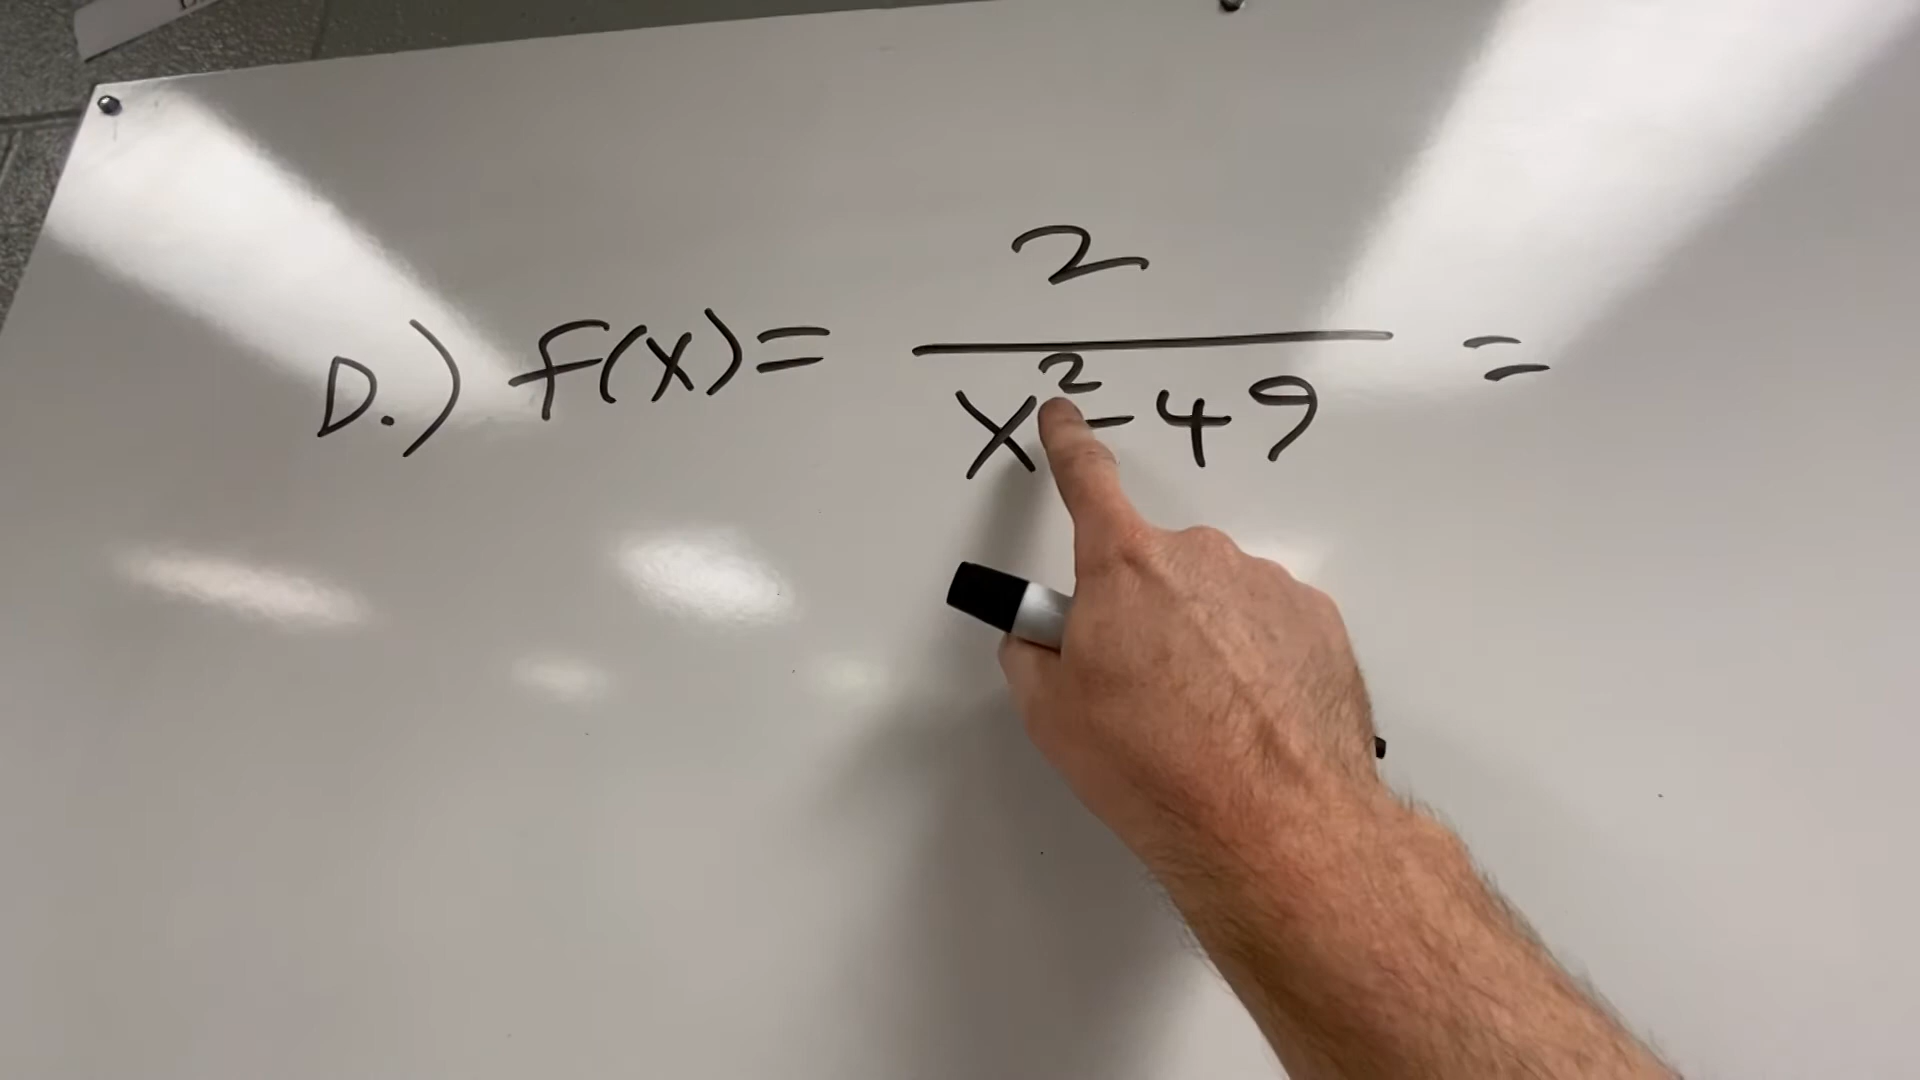 D.) f(x) = 2 / x² - 49 =